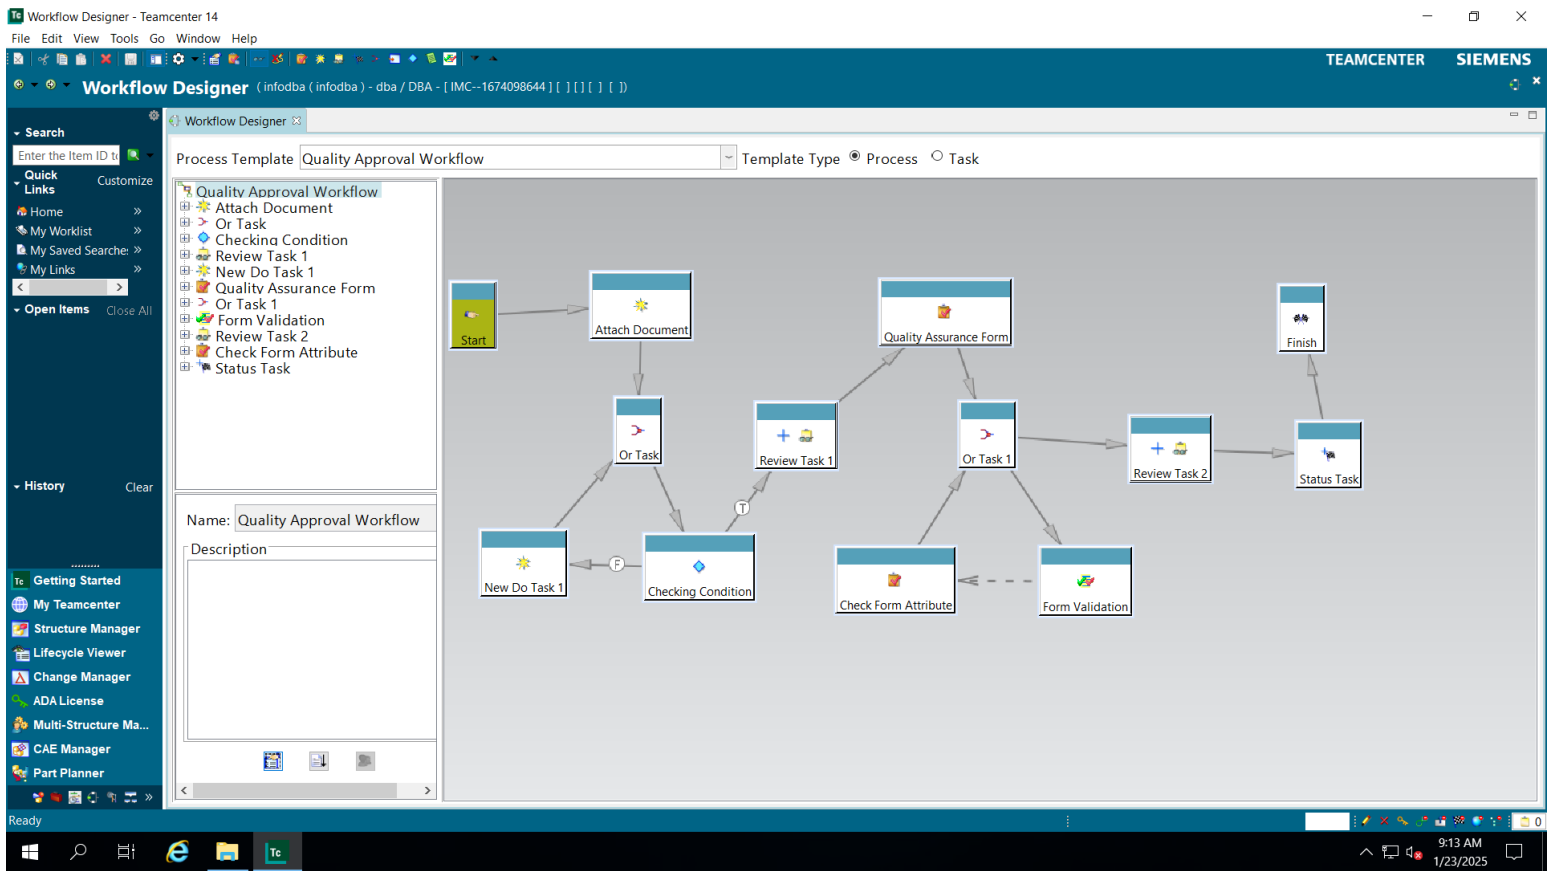 Workflow Designer - Teamcenter 14
File Edit View Tools Go Window Help
TEAMCENTER SIEMENS
Workflow Designer ( infodba ( infodba ) - dba / DBA - [ IMC--1674098644 ] [ ] [ ] [ ] [ ])
Search
Enter the Item ID t
Quick Links Customize
Home
My Worklist
My Saved Searches
My Links
Open Items Close All
History Clear
Getting Started
My Teamcenter
Structure Manager
Lifecycle Viewer
Change Manager
ADA License
Multi-Structure Ma...
CAE Manager
Part Planner
Workflow Designer
Process Template Quality Approval Workflow Template Type Process Task
Quality Approval Workflow
Attach Document
Or Task
Checking Condition
Review Task 1
New Do Task 1
Quality Assurance Form
Or Task 1
Form Validation
Review Task 2
Check Form Attribute
Status Task
Name: Quality Approval Workflow
Description
Start
Attach Document
Quality Assurance Form
Finish
Or Task
Review Task 1
Or Task 1
Review Task 2
Status Task
T
New Do Task 1
F
Checking Condition
Check Form Attribute
Form Validation
Ready
0
Tc
9:13 AM
1/23/2025